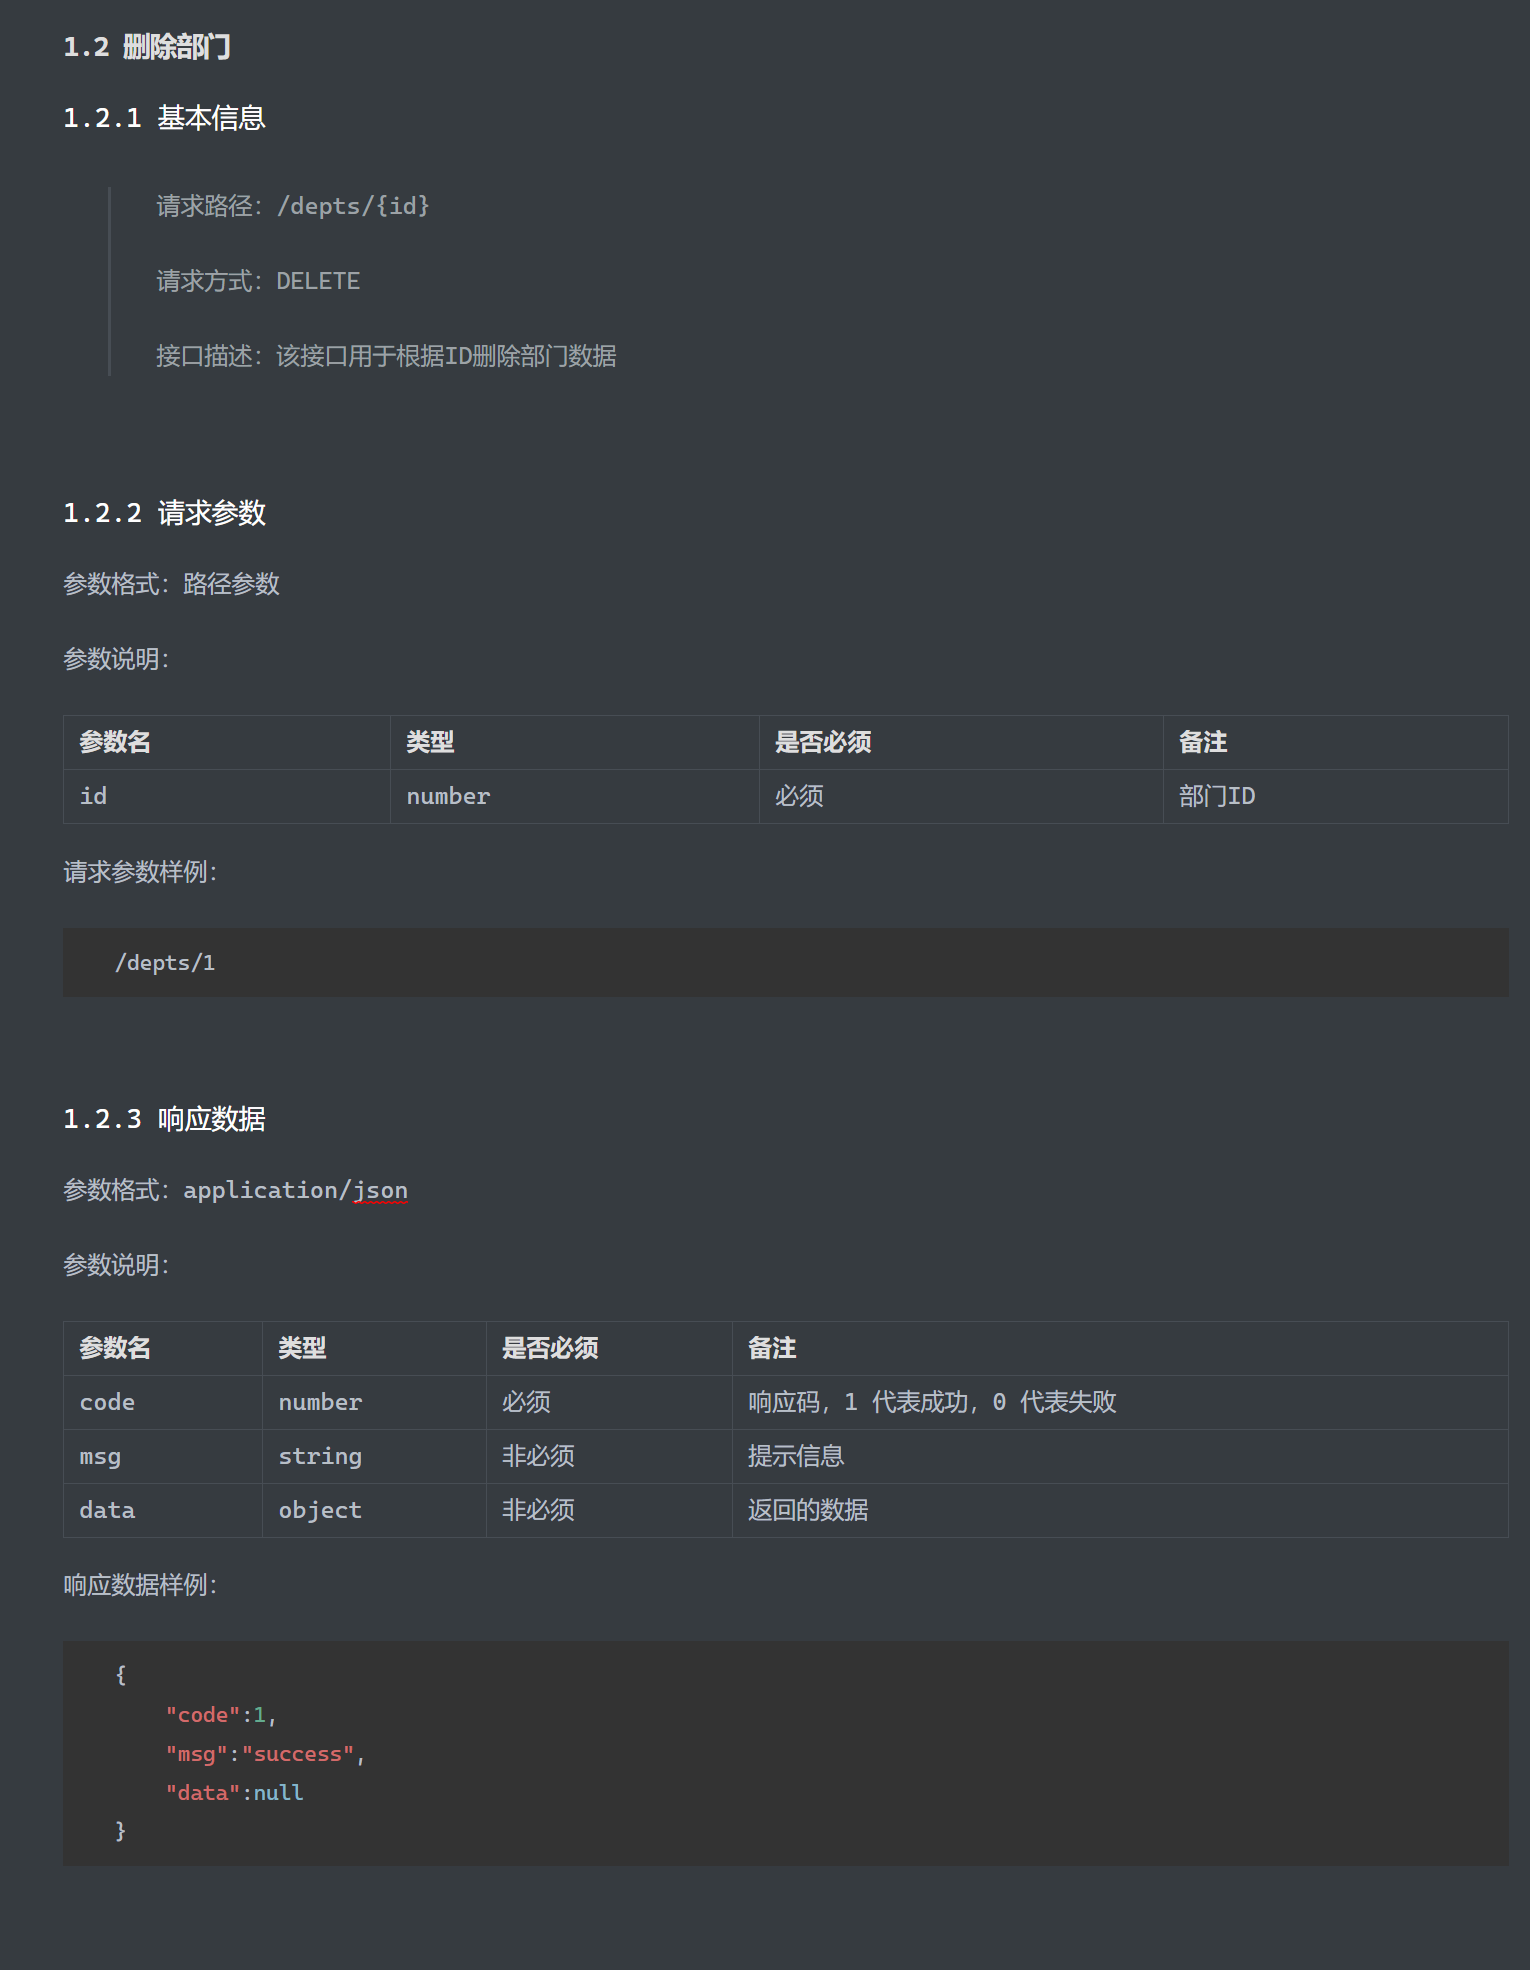 1.2 删除部门
1.2.1 基本信息
请求路径：/depts/{id}
请求方式：DELETE
接口描述：该接口用于根据ID删除部门数据
1.2.2 请求参数
参数格式：路径参数
参数说明：
参数名 类型 是否必须 备注
id number 必须 部门ID
请求参数样例：
/depts/1
1.2.3 响应数据
参数格式：application/json
参数说明：
参数名 类型 是否必须 备注
code number 必须 响应码，1 代表成功，0 代表失败
msg string 非必须 提示信息
data object 非必须 返回的数据
响应数据样例：
{
"code":1,
"msg":"success",
"data":null
}